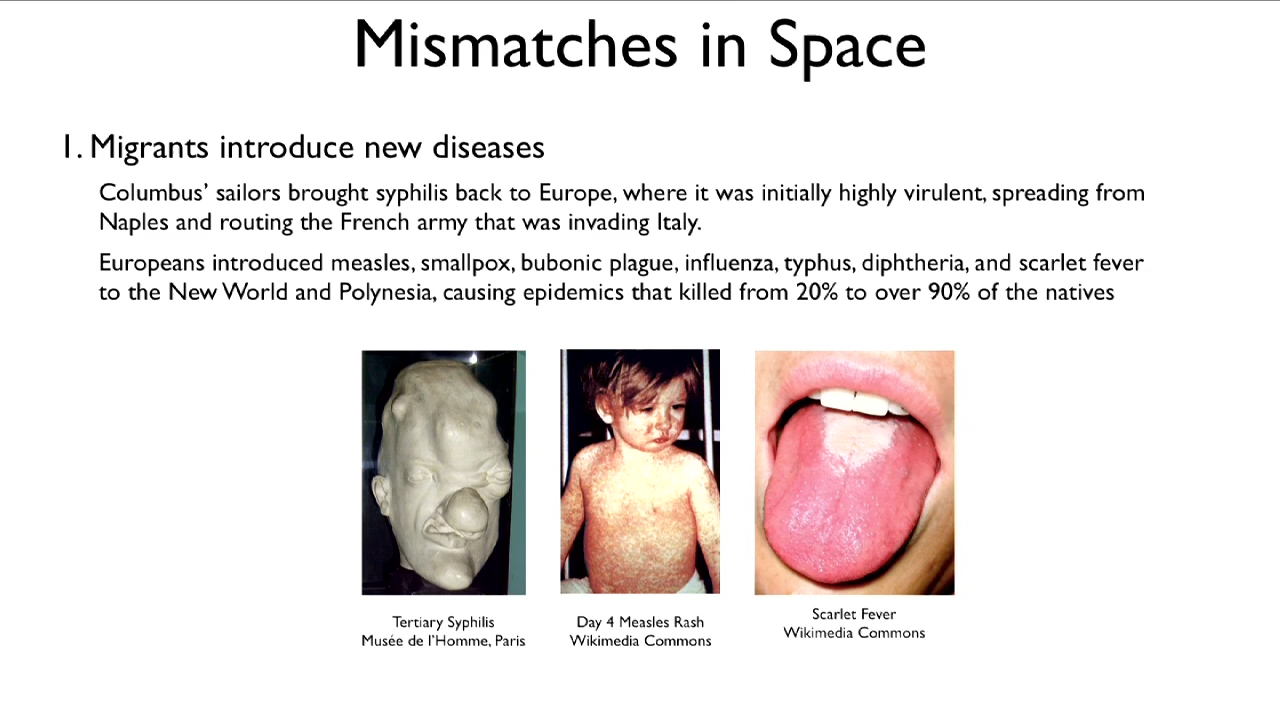 Mismatches in Space
1. Migrants introduce new diseases
Columbus’ sailors brought syphilis back to Europe, where it was initially highly virulent, spreading from
Naples and routing the French army that was invading Italy.
Europeans introduced measles, smallpox, bubonic plague, influenza, typhus, diphtheria, and scarlet fever
to the New World and Polynesia, causing epidemics that killed from 20% to over 90% of the natives
Tertiary Syphilis
Musée de l’Homme, Paris
Day 4 Measles Rash
Wikimedia Commons
Scarlet Fever
Wikimedia Commons